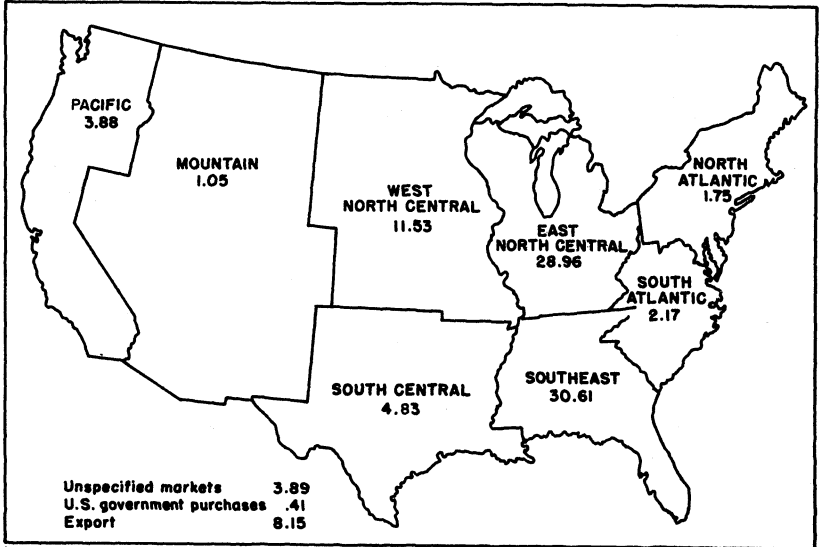 PACIFIC
3.88
MOUNTAIN
1.05
WEST
NORTH CENTRAL
11.53
EAST
NORTH CENTRAL
28.96
NORTH
ATLANTIC
1.75
SOUTH
ATLANTIC
2.17
SOUTH CENTRAL
4.83
SOUTHEAST
30.61
Unspecified markets 3.89
U.S. government purchases .41
Export 8.15